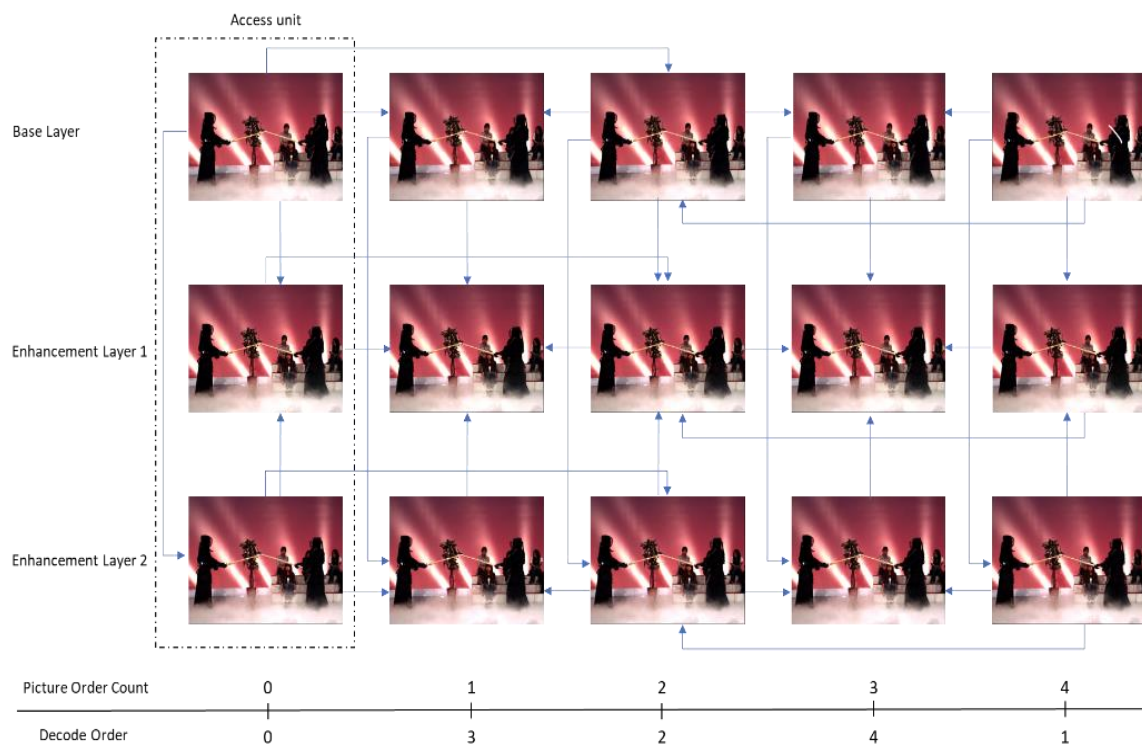 Access unit
Base Layer
Enhancement Layer 1
Enhancement Layer 2
Picture Order Count 0 1 2 3 4
Decode Order 0 3 2 4 1